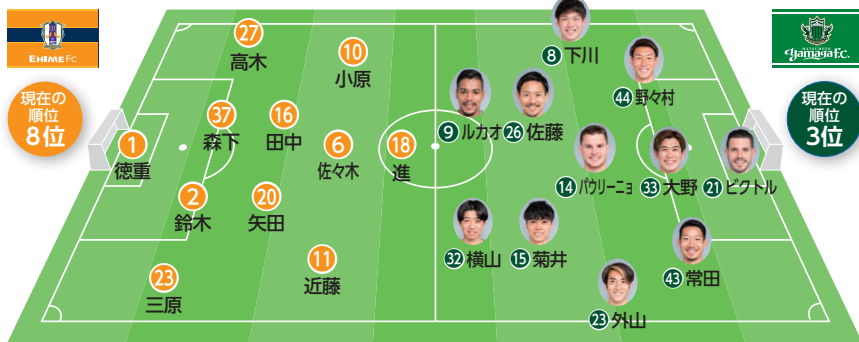 EHIME FC
現在の
順位
8位
1
徳重
27
高木
37
森下
2
鈴木
23
三原
16
田中
20
矢田
10
小原
6
佐々木
11
近藤
18
進
9 ルカオ
32 横山
26 佐藤
15 菊井
8 下川
14 パウリーニョ
23 外山
44 野々村
33 大野
43 常田
21 ビクトル
Yamaga F.C.
現在の
順位
3位